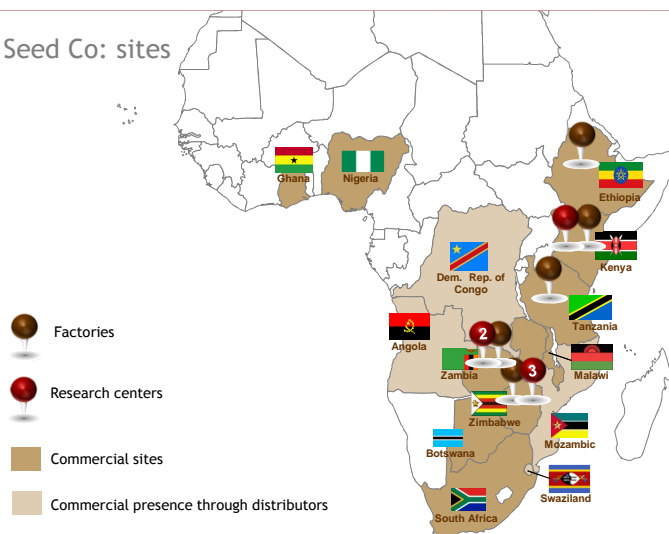 Seed Co: sites
Ghana
Nigeria
Ethiopia
Kenya
Dem. Rep. of
Congo
Tanzania
Angola
2
Zambia
Malawi
3
Zimbabwe
Mozambic
Botswana
Swaziland
South Africa
Factories
Research centers
Commercial sites
Commercial presence through distributors